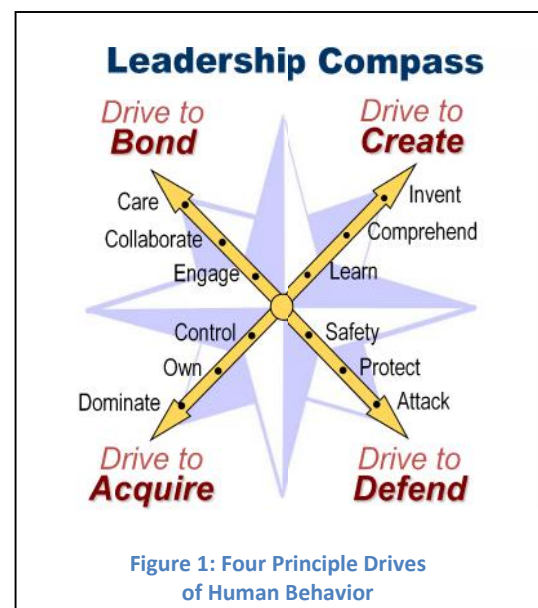 Leadership Compass
Drive to
Bond
Drive to
Create
Care
Collaborate
Engage
Invent
Comprehend
Learn
Control
Own
Dominate
Safety
Protect
Attack
Drive to
Acquire
Drive to
Defend
Figure 1: Four Principle Drives
of Human Behavior